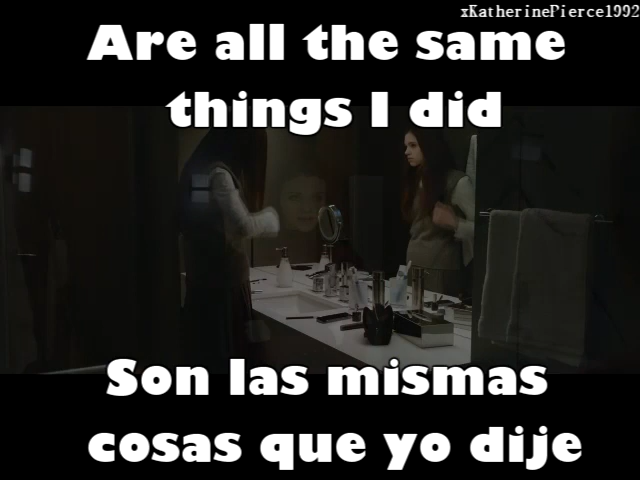 xKatherinePierce1992
Are all the same
things I did
Son las mismas
cosas que yo dije